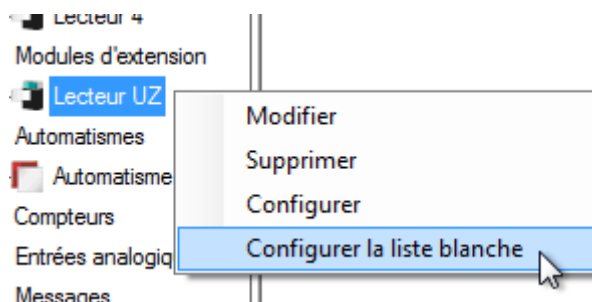 Lecteur 4
Modules d'extension
Lecteur UZ
Automatismes
Automatisme
Compteurs
Entrées analogiq
Messages
Modifier
Supprimer
Configurer
Configurer la liste blanche